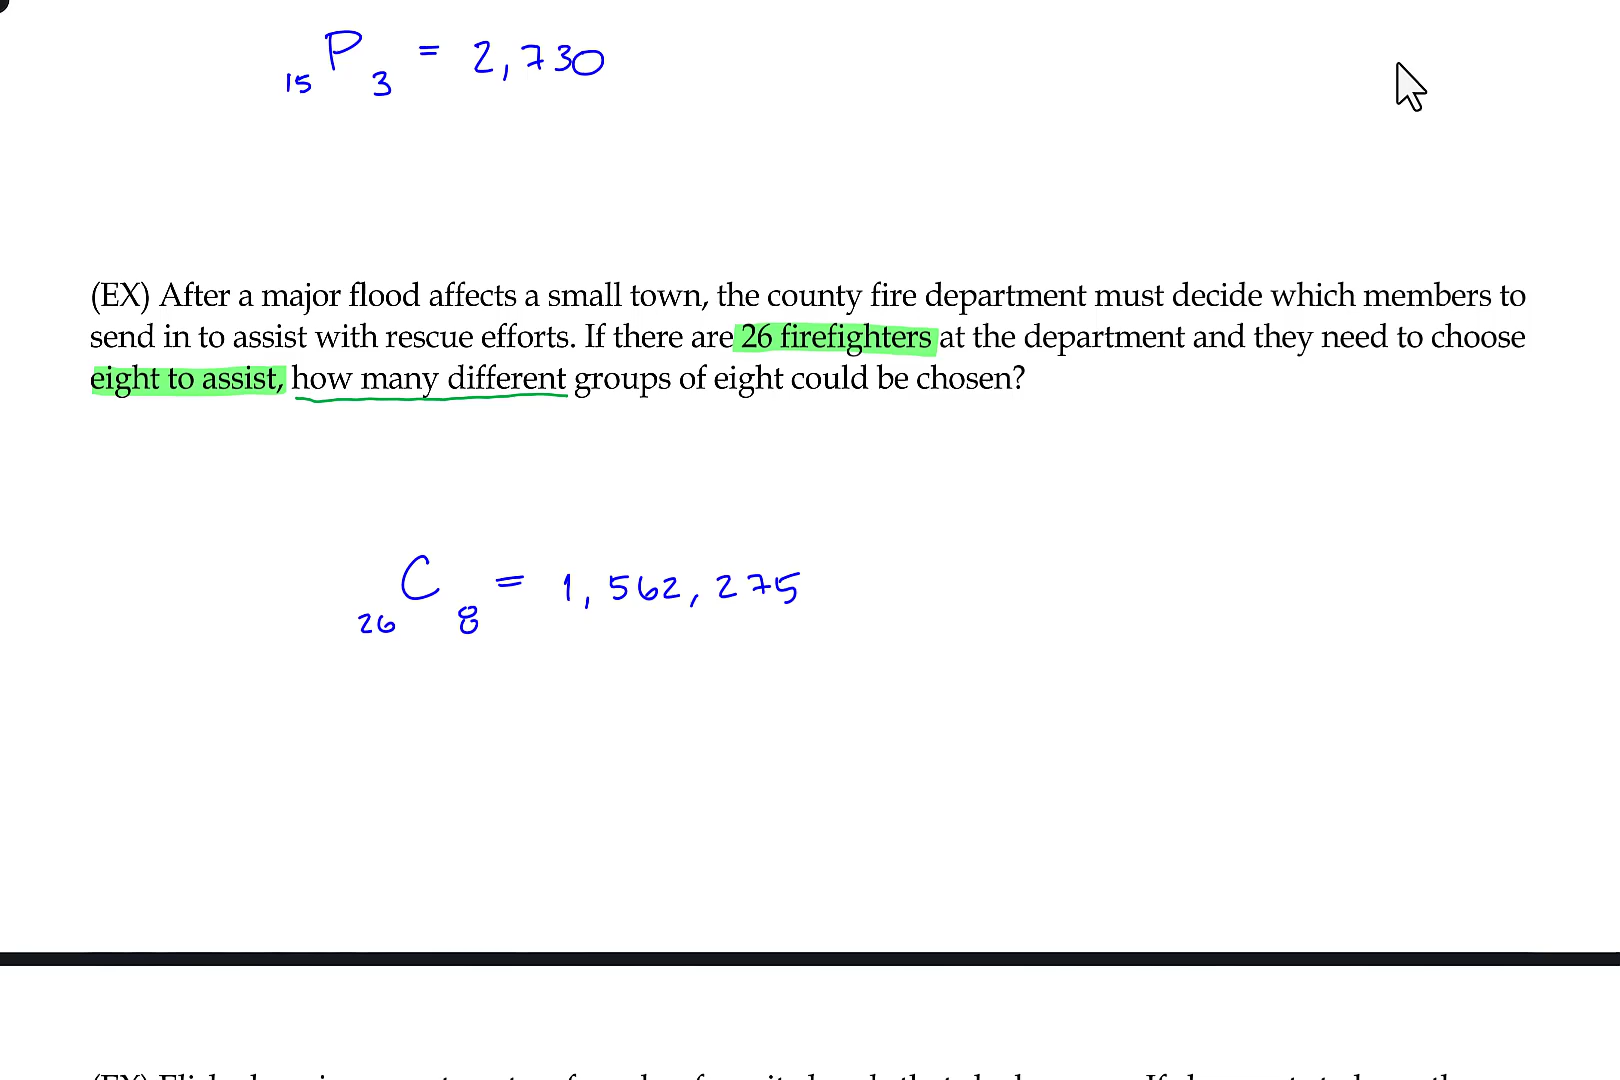 15P3 = 2,730
(EX) After a major flood affects a small town, the county fire department must decide which members to
send in to assist with rescue efforts. If there are 26 firefighters at the department and they need to choose
eight to assist, how many different groups of eight could be chosen?
26C8 = 1,562,275